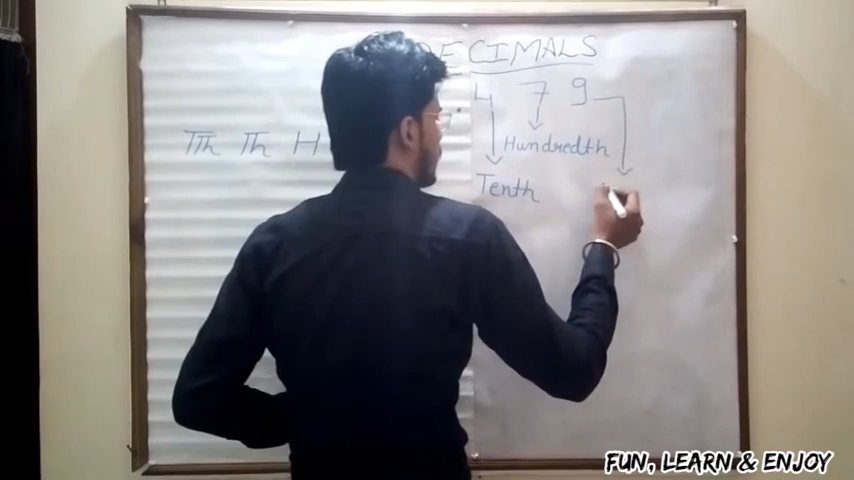 DECIMALS
. 4 7 9
TTh Th H Hundredth
Tenth
FUN, LEARN & ENJOY